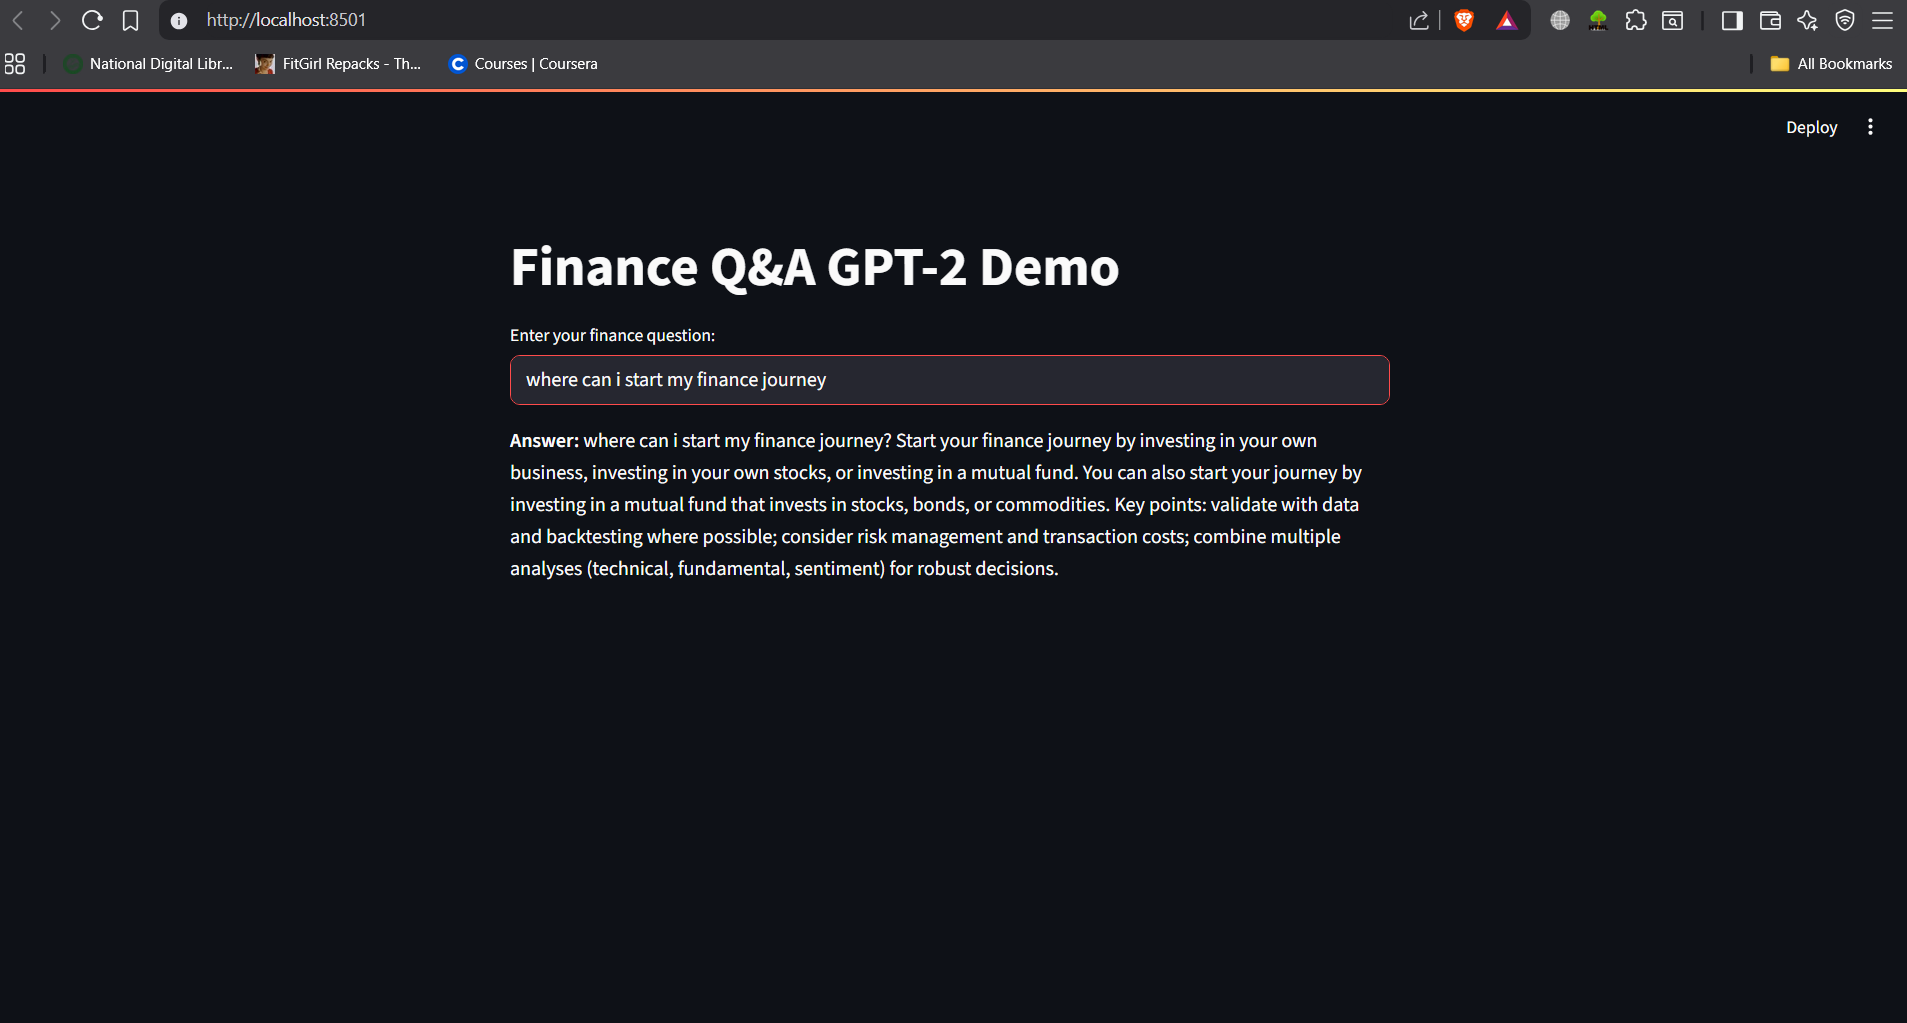 http://localhost:8501
National Digital Libr...
FitGirl Repacks - Th...
Courses | Coursera
All Bookmarks
Deploy
Finance Q&A GPT-2 Demo
Enter your finance question:
where can i start my finance journey
Answer: where can i start my finance journey? Start your finance journey by investing in your own
business, investing in your own stocks, or investing in a mutual fund. You can also start your journey by
investing in a mutual fund that invests in stocks, bonds, or commodities. Key points: validate with data
and backtesting where possible; consider risk management and transaction costs; combine multiple
analyses (technical, fundamental, sentiment) for robust decisions.